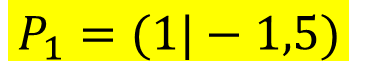 P₁ = (1| − 1,5)